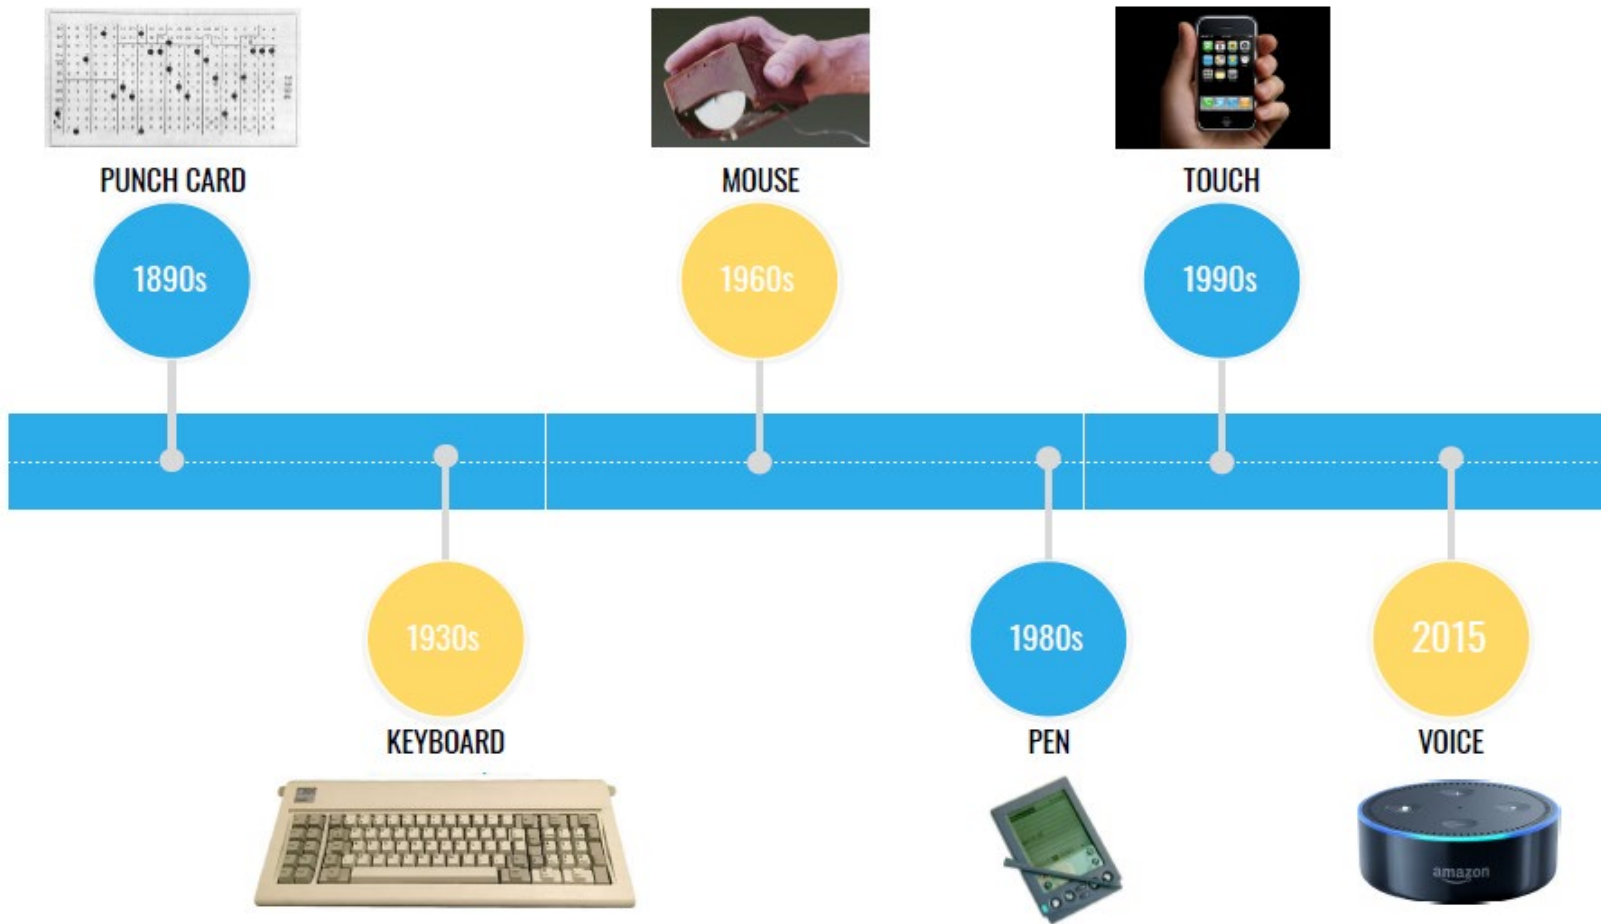 PUNCH CARD
1890s
KEYBOARD
1930s
MOUSE
1960s
PEN
1980s
TOUCH
1990s
VOICE
2015
amazon